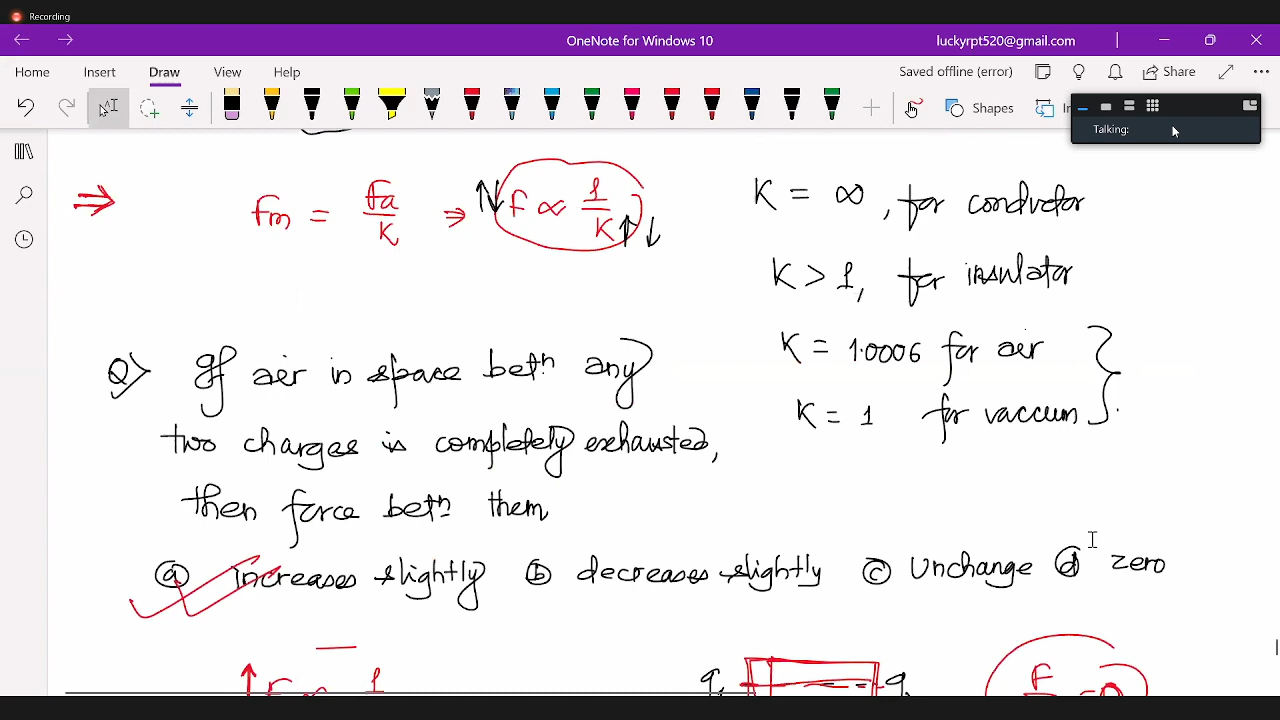 Recording
OneNote for Windows 10
luckyrpt520@gmail.com
Home Insert Draw View Help
Saved offline (error)
Share
Shapes
Talking:
⇒ fm = fa/K ⇒ f ∝ 1/K
K = ∞, for conductor
K > 1, for insulator
K = 1.0006 for air
K = 1 for vaccum
Q> If air in space betn any
two charges is completely exhausted,
then force betn them
(a) increases slightly (b) decreases slightly (c) Unchange (d) zero